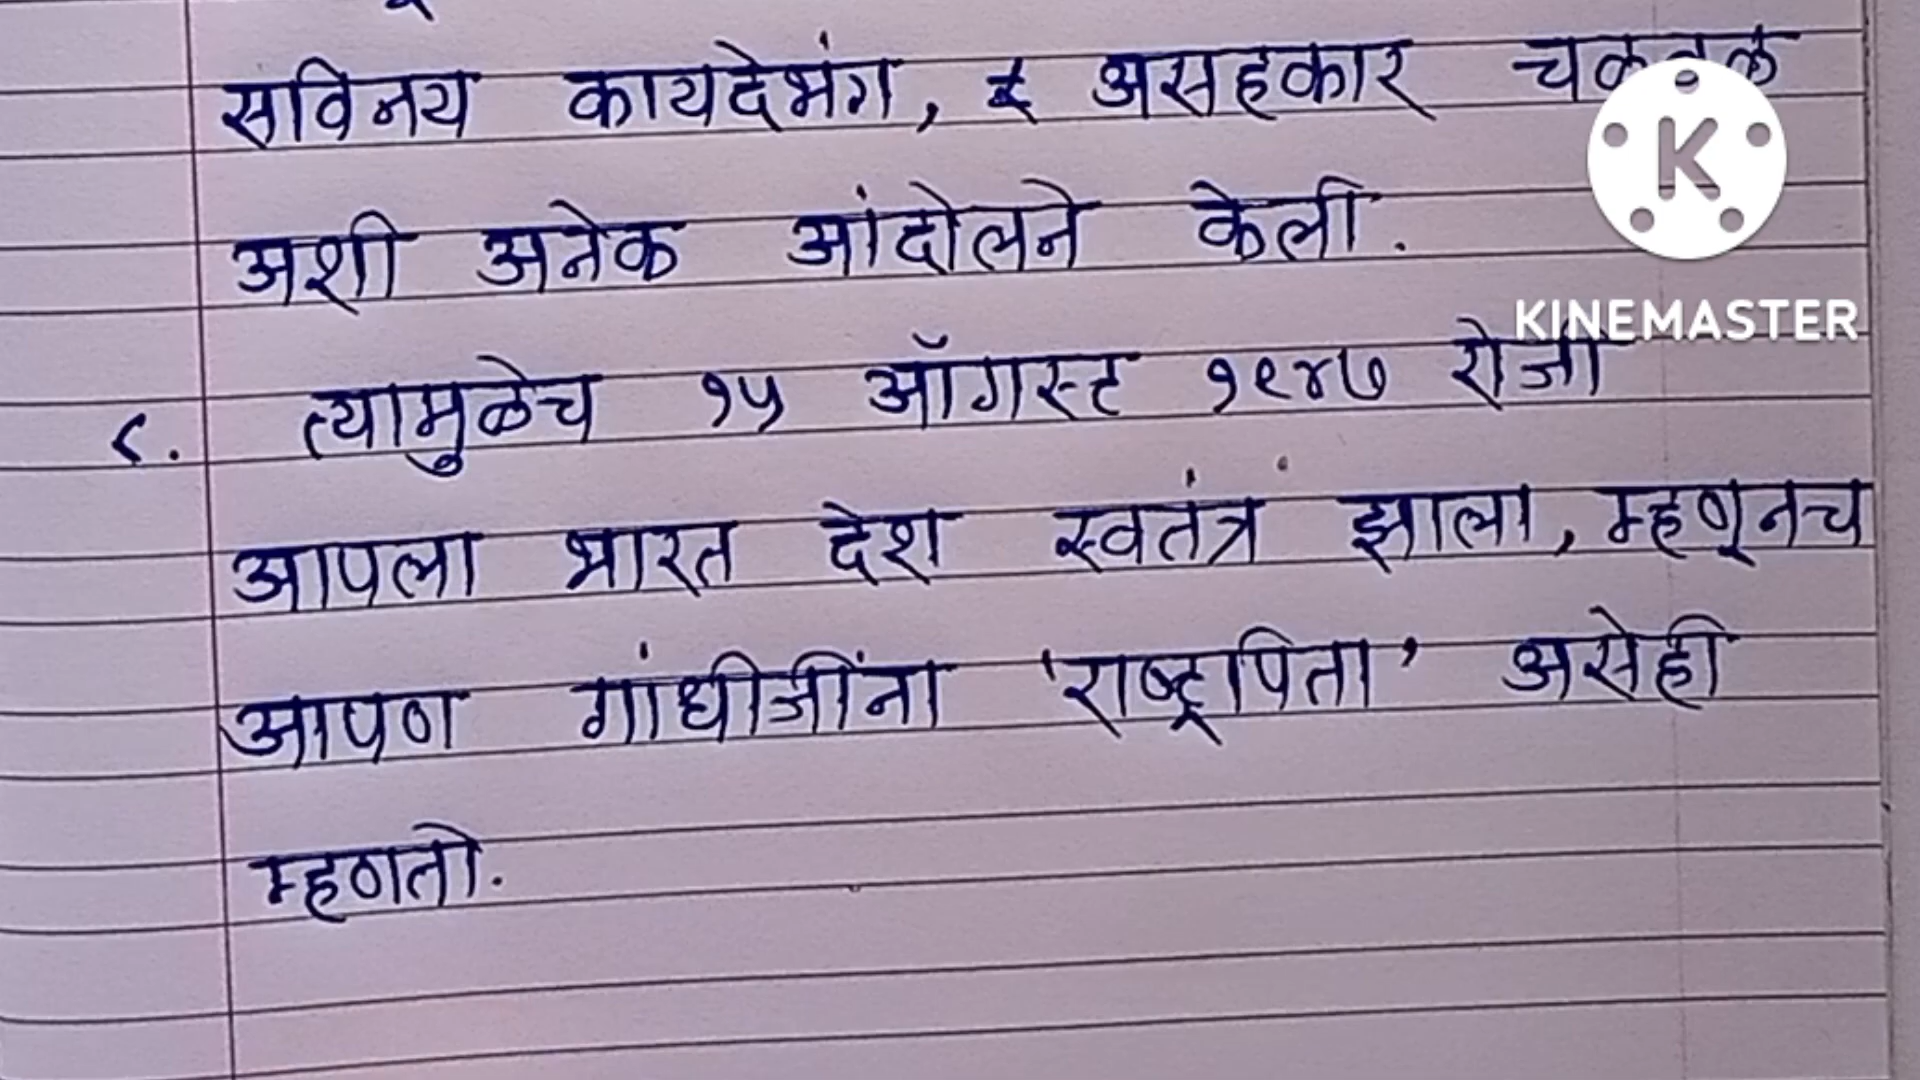 सविनय कायदेभंग, असहकार चळवळ
अशी अनेक आंदोलने केली.
KINEMASTER
८. त्यामुळेच १५ ऑगस्ट १९४७ रोजी
आपला भारत देश स्वतंत्र झाला, म्हणूनच
आपण गांधीजींना 'राष्ट्रपिता' असेही
म्हणतो.